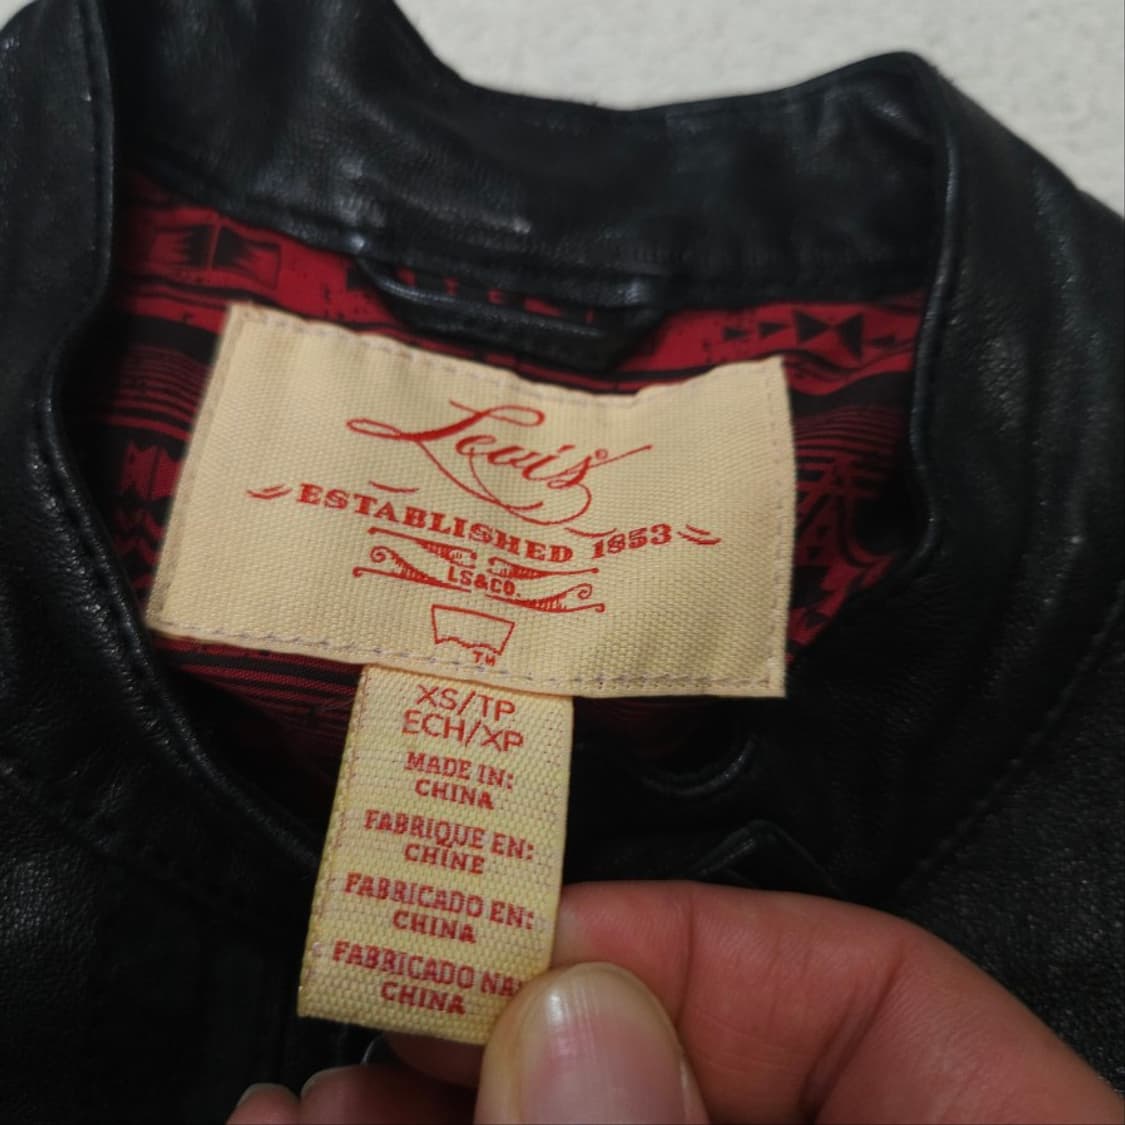 Levi's®
ESTABLISHED 1853
LS&CO.
TM
XS/TP
ECH/XP
MADE IN:
CHINA
FABRIQUE EN:
CHINE
FABRICADO EN:
CHINA
FABRICADO NA
CHINA